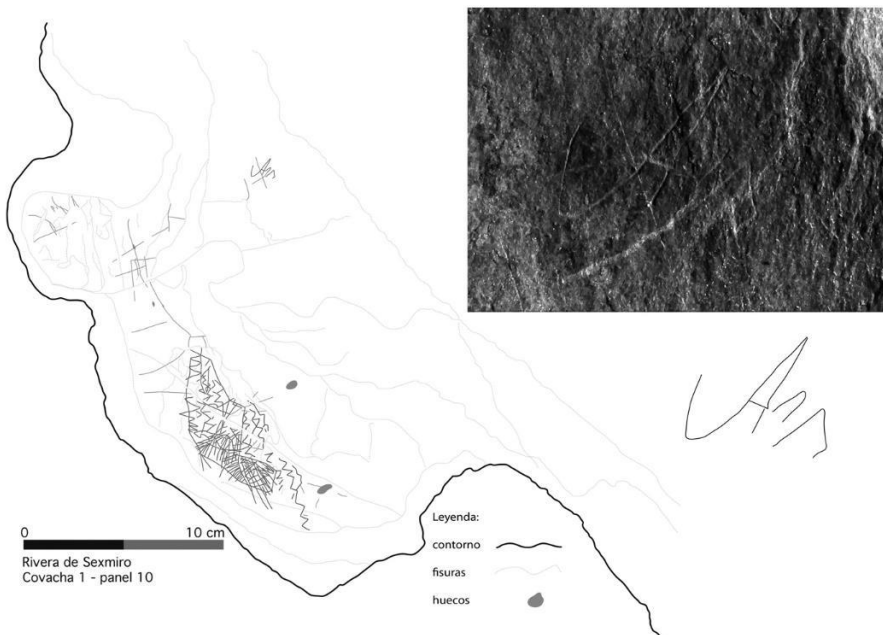 0 10 cm
Rivera de Sexmiro
Covacha 1 - panel 10
Leyenda:
contorno
fisuras
huecos